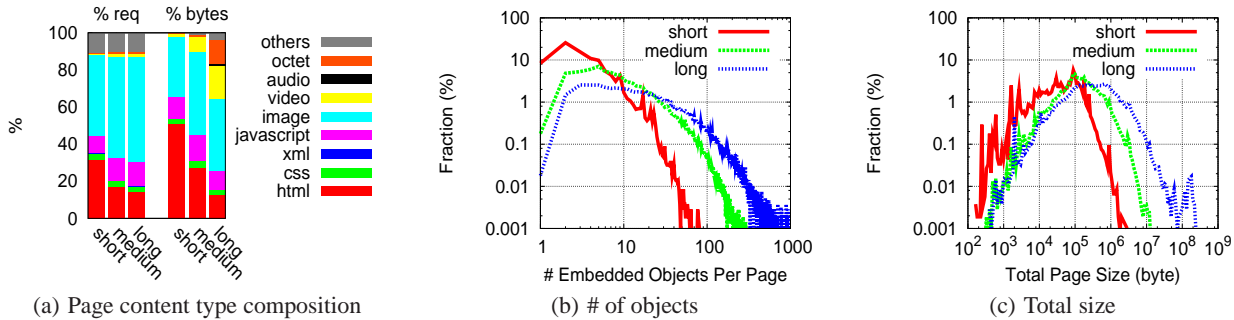 % req % bytes
100
80
60
40
20
0
%
short
medium
long
short
medium
long
others
octet
audio
video
image
javascript
xml
css
html
(a) Page content type composition
100
10
1
0.1
0.01
0.001
Fraction (%)
short
medium
long
1 10 100 1000
# Embedded Objects Per Page
(b) # of objects
100
10
1
0.1
0.01
0.001
Fraction (%)
short
medium
long
10^2 10^3 10^4 10^5 10^6 10^7 10^8 10^9
Total Page Size (byte)
(c) Total size